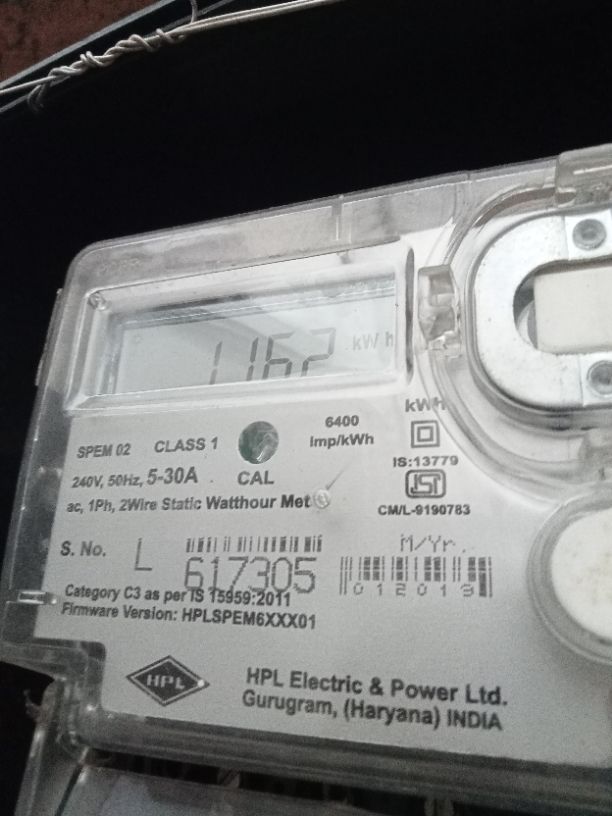 1162 kWh
SPEM 02 CLASS 1
6400
Imp/kWh
kWh
240V, 50Hz, 5-30A CAL
IS:13779
ac, 1Ph, 2Wire Static Watthour Met
CM/L-9190783
S. No. L 617305
M/Yr.
012019
Category C3 as per IS 15959:2011
Firmware Version: HPLSPEM6XXX01
HPL
HPL Electric & Power Ltd.
Gurugram, (Haryana) INDIA